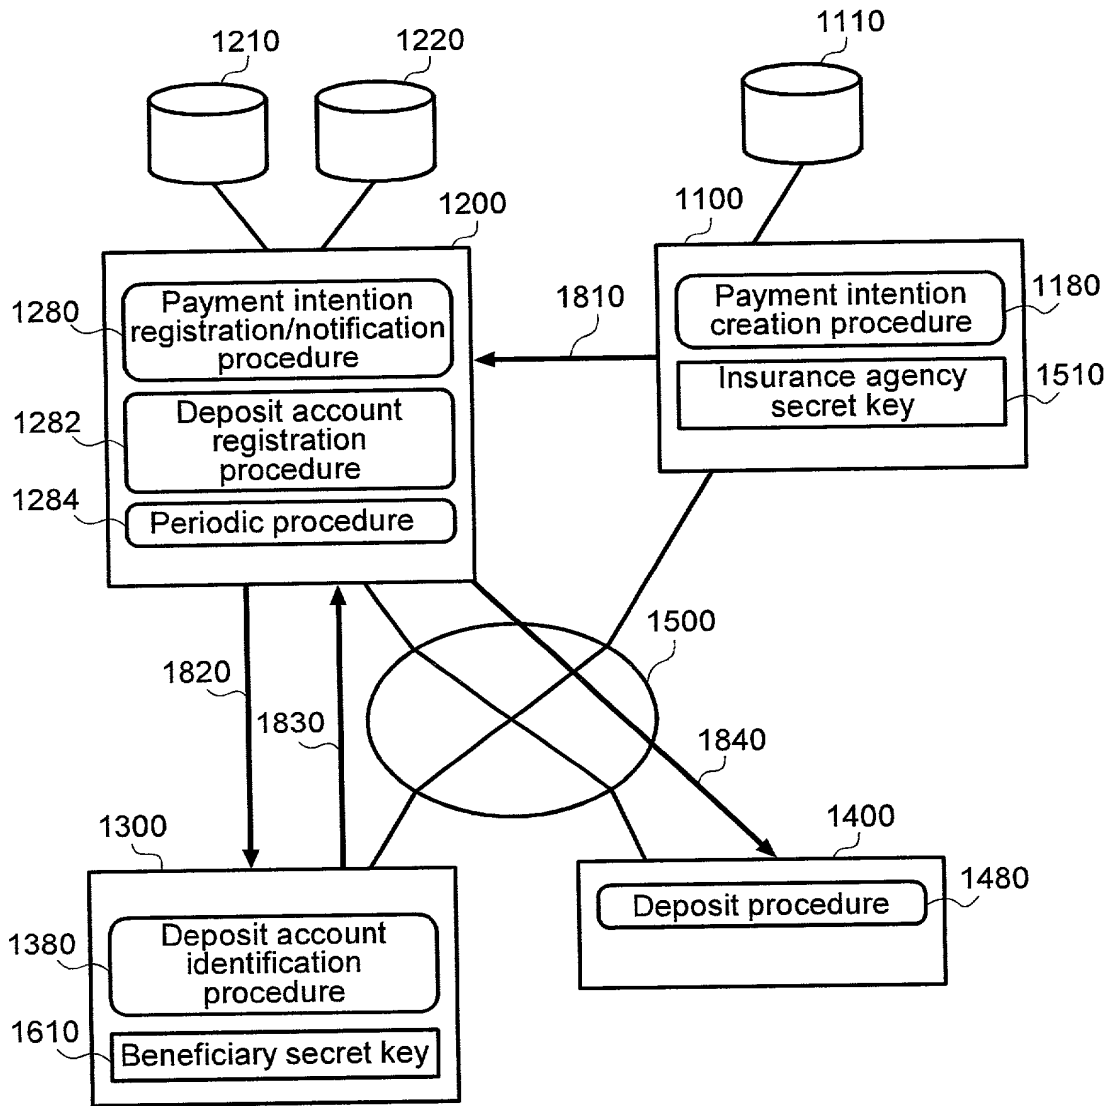 1210
1220
1110
1200
1100
1280
Payment intention
registration/notification
procedure
1810
Payment intention
creation procedure
1180
1282
Deposit account
registration
procedure
Insurance agency
secret key
1510
1284
Periodic procedure
1500
1820
1830
1840
1300
1400
1380
Deposit account
identification
procedure
Deposit procedure
1480
1610
Beneficiary secret key